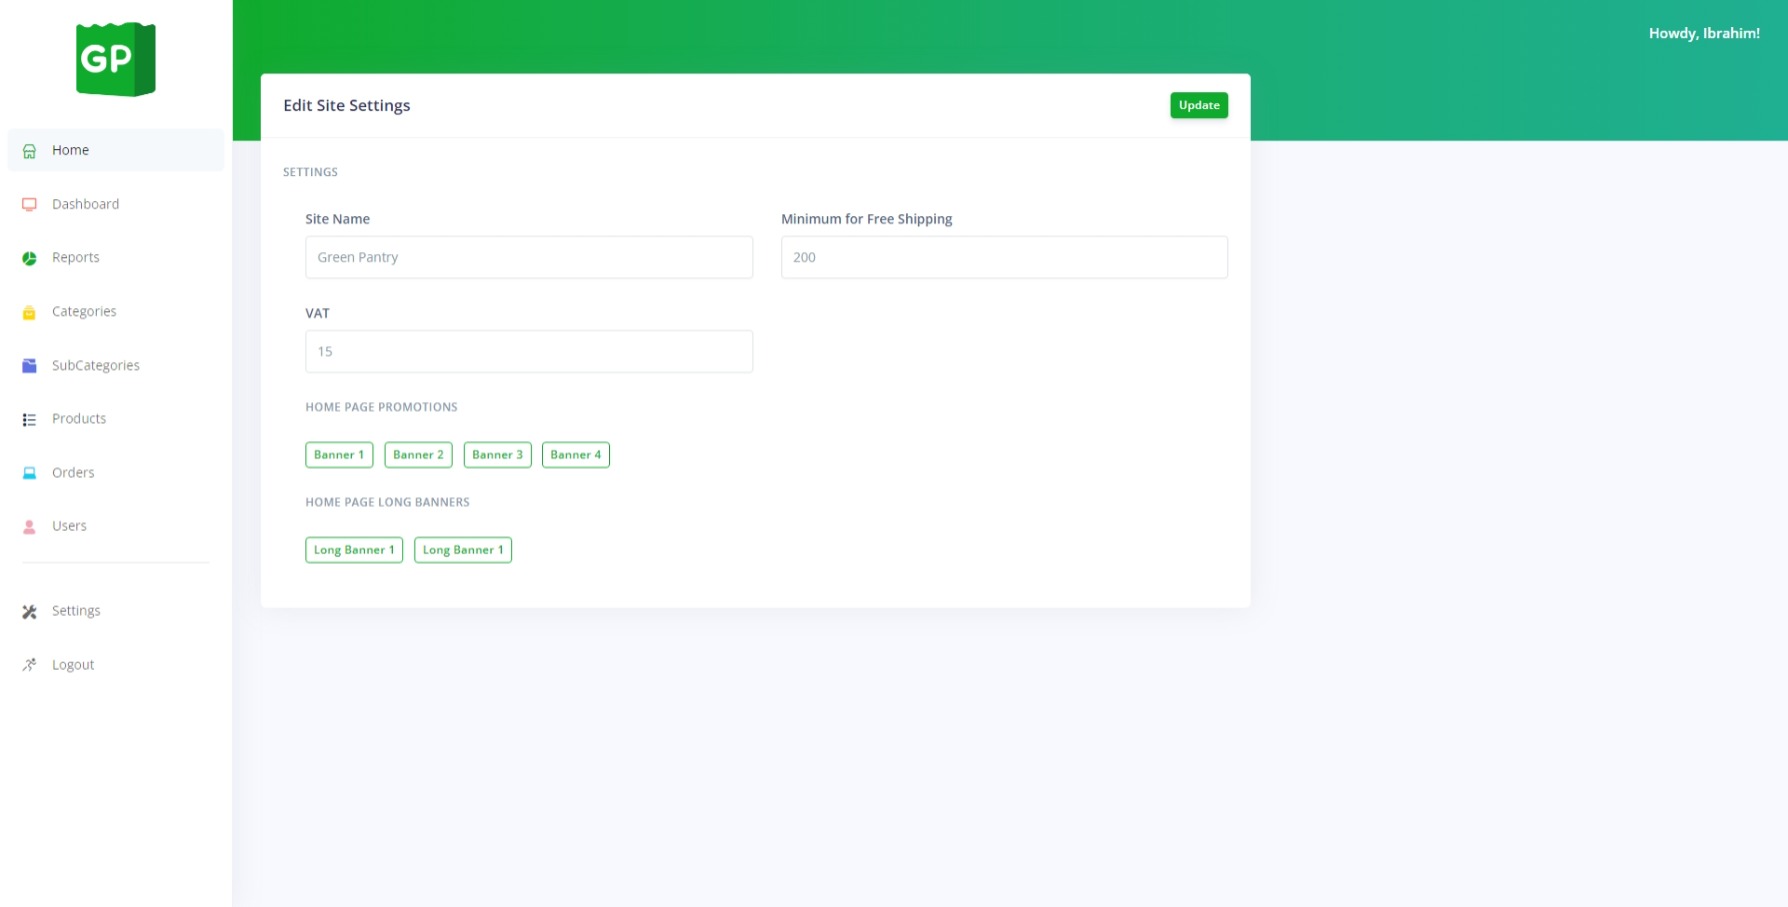 GP
Howdy, Ibrahim!
Home
Dashboard
Reports
Categories
SubCategories
Products
Orders
Users
Settings
Logout
Edit Site Settings
Update
SETTINGS
Site Name
Minimum for Free Shipping
Green Pantry
200
VAT
15
HOME PAGE PROMOTIONS
Banner 1 Banner 2 Banner 3 Banner 4
HOME PAGE LONG BANNERS
Long Banner 1 Long Banner 1